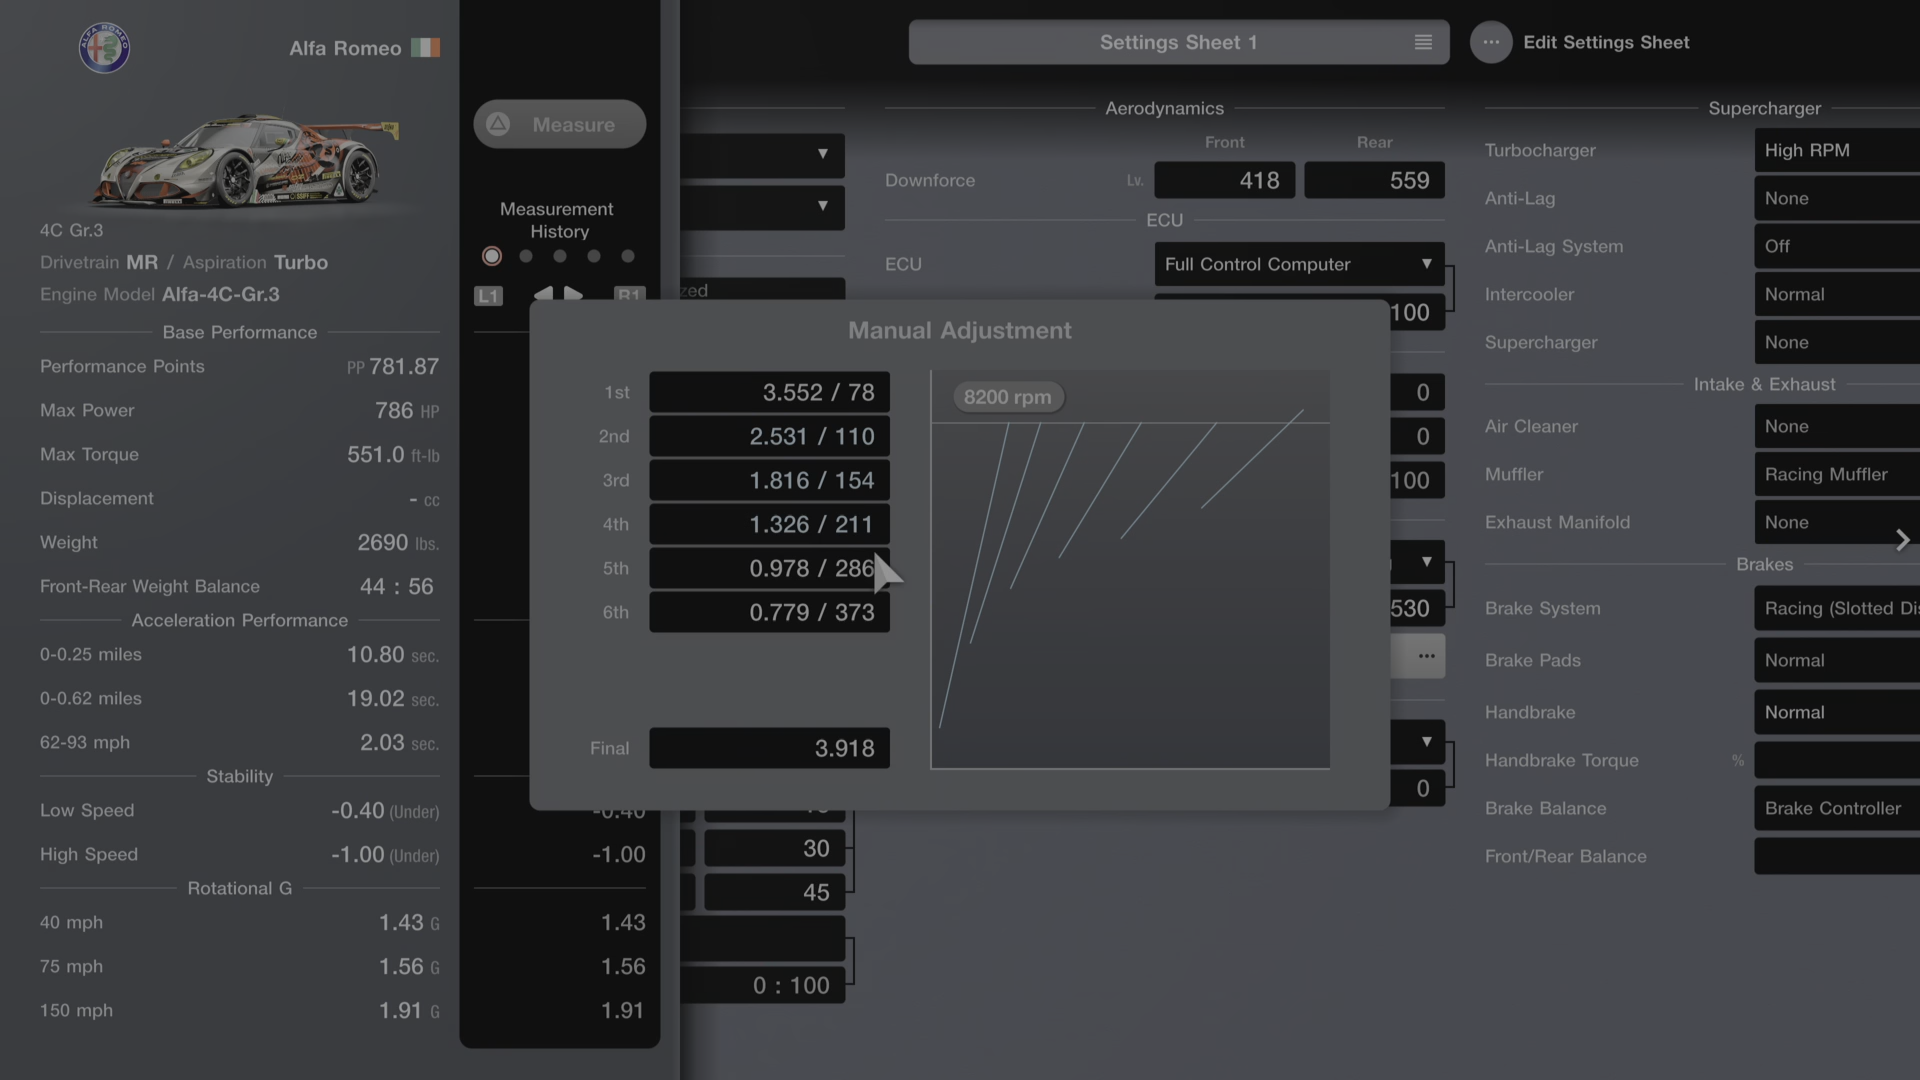 Alfa Romeo
4C Gr.3
Drivetrain MR / Aspiration Turbo
Engine Model Alfa-4C-Gr.3
Base Performance
Performance Points PP 781.87
Max Power 786 HP
Max Torque 551.0 ft-lb
Displacement - cc
Weight 2690 lbs.
Front-Rear Weight Balance 44 : 56
Acceleration Performance
0-0.25 miles 10.80 sec.
0-0.62 miles 19.02 sec.
62-93 mph 2.03 sec.
Stability
Low Speed -0.40 (Under)
High Speed -1.00 (Under)
Rotational G
40 mph 1.43 G
75 mph 1.56 G
150 mph 1.91 G
Measure
Measurement
History
L1 R1
-0.40
-1.00
1.43
1.56
1.91
zed
30
45
0 : 100
Settings Sheet 1
Edit Settings Sheet
Aerodynamics
Front Rear
Downforce Lv. 418 559
ECU
ECU Full Control Computer
100
0
0
100
530
0
Manual Adjustment
1st 3.552 / 78
2nd 2.531 / 110
3rd 1.816 / 154
4th 1.326 / 211
5th 0.978 / 286
6th 0.779 / 373
Final 3.918
8200 rpm
Supercharger
Turbocharger High RPM
Anti-Lag None
Anti-Lag System Off
Intercooler Normal
Supercharger None
Intake & Exhaust
Air Cleaner None
Muffler Racing Muffler
Exhaust Manifold None
Brakes
Brake System Racing (Slotted Dis
Brake Pads Normal
Handbrake Normal
Handbrake Torque %
Brake Balance Brake Controller
Front/Rear Balance